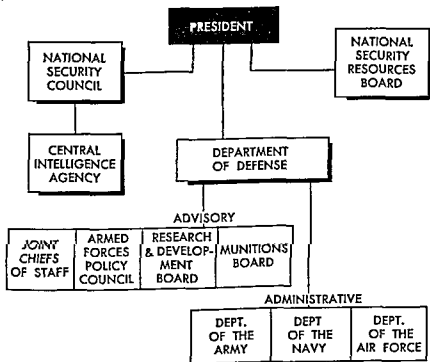 PRESIDENT
NATIONAL
SECURITY
COUNCIL
NATIONAL
SECURITY
RESOURCES
BOARD
CENTRAL
INTELLIGENCE
AGENCY
DEPARTMENT
OF DEFENSE
ADVISORY
JOINT
CHIEFS
OF STAFF
ARMED
FORCES
POLICY
COUNCIL
RESEARCH
& DEVELOP-
MENT
BOARD
MUNITIONS
BOARD
ADMINISTRATIVE
DEPT.
OF THE
ARMY
DEPT
OF THE
NAVY
DEPT.
OF THE
AIR FORCE